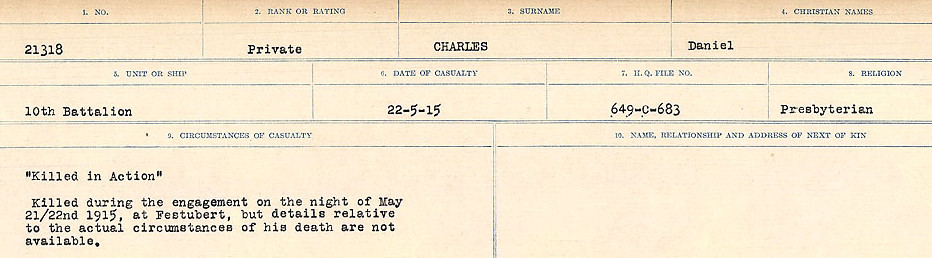 1. NO. 2. RANK OR RATING 3. SURNAME 4. CHRISTIAN NAMES
21318 Private CHARLES Daniel
5. UNIT OR SHIP 6. DATE OF CASUALTY 7. H.Q. FILE NO. 8. RELIGION
10th Battalion 22-5-15 649-C-683 Presbyterian
9. CIRCUMSTANCES OF CASUALTY 10. NAME, RELATIONSHIP AND ADDRESS OF NEXT OF KIN
"Killed in Action"
Killed during the engagement on the night of May
21/22nd 1915, at Festubert, but details relative
to the actual circumstances of his death are not
available.